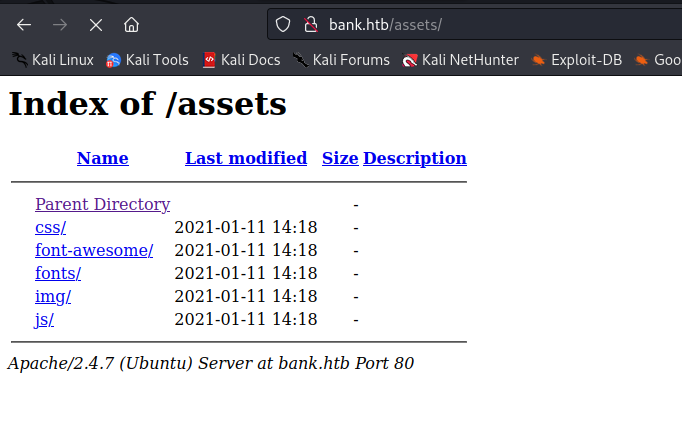 bank.htb/assets/
Kali Linux Kali Tools Kali Docs Kali Forums Kali NetHunter Exploit-DB Goo
Index of /assets
Name Last modified Size Description
Parent Directory -
css/ 2021-01-11 14:18 -
font-awesome/ 2021-01-11 14:18 -
fonts/ 2021-01-11 14:18 -
img/ 2021-01-11 14:18 -
js/ 2021-01-11 14:18 -
Apache/2.4.7 (Ubuntu) Server at bank.htb Port 80